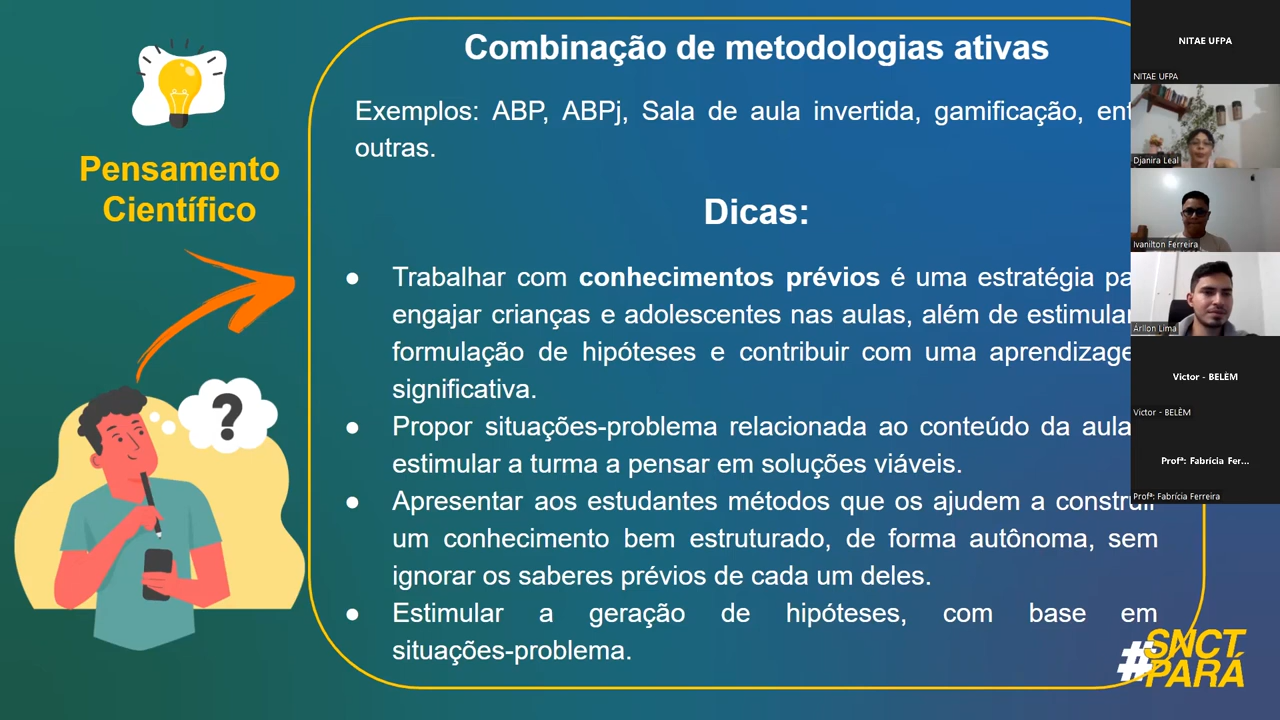 Pensamento
Científico
Combinação de metodologias ativas
Exemplos: ABP, ABPj, Sala de aula invertida, gamificação,
outras.
Dicas:
● Trabalhar com conhecimentos prévios é uma estratégia
engajar crianças e adolescentes nas aulas, além de estimular
formulação de hipóteses e contribuir com uma
significativa.
● Propor situações-problema relacionada ao conteúdo da aula
estimular a turma a pensar em soluções viáveis.
● Apresentar aos estudantes métodos que os ajudem a construir
um conhecimento bem estruturado, de forma autônoma, sem
ignorar os saberes prévios de cada um deles.
● Estimular a geração de hipóteses, com base em
situações-problema.
?
#SNCT
PARÁ
NITAE UFPA
NITAE UFPA
Djanira Leal
Ivanilton Ferreira
Arllon Lima
Victor - BELÉM
Victor - BELÉM
Profª: Fabrícia Fer...
Profª: Fabrícia Ferreira